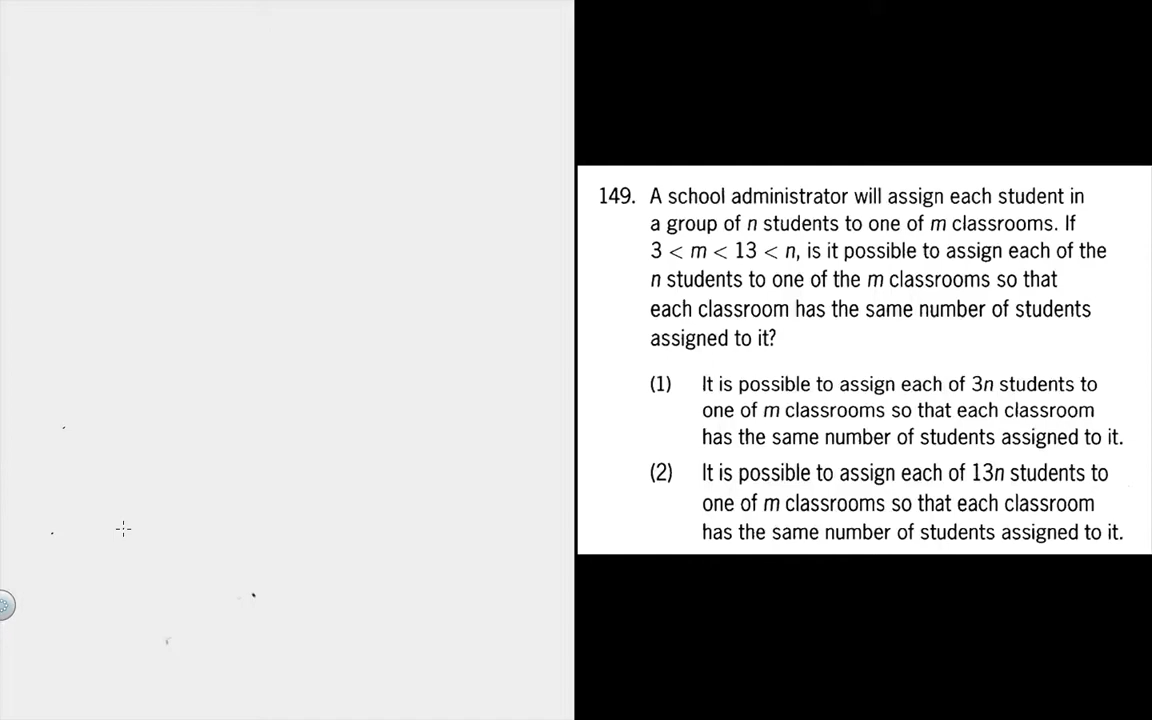 149. A school administrator will assign each student in
a group of n students to one of m classrooms. If
3 < m < 13 < n, is it possible to assign each of the
n students to one of the m classrooms so that
each classroom has the same number of students
assigned to it?
(1) It is possible to assign each of 3n students to
one of m classrooms so that each classroom
has the same number of students assigned to it.
(2) It is possible to assign each of 13n students to
one of m classrooms so that each classroom
has the same number of students assigned to it.